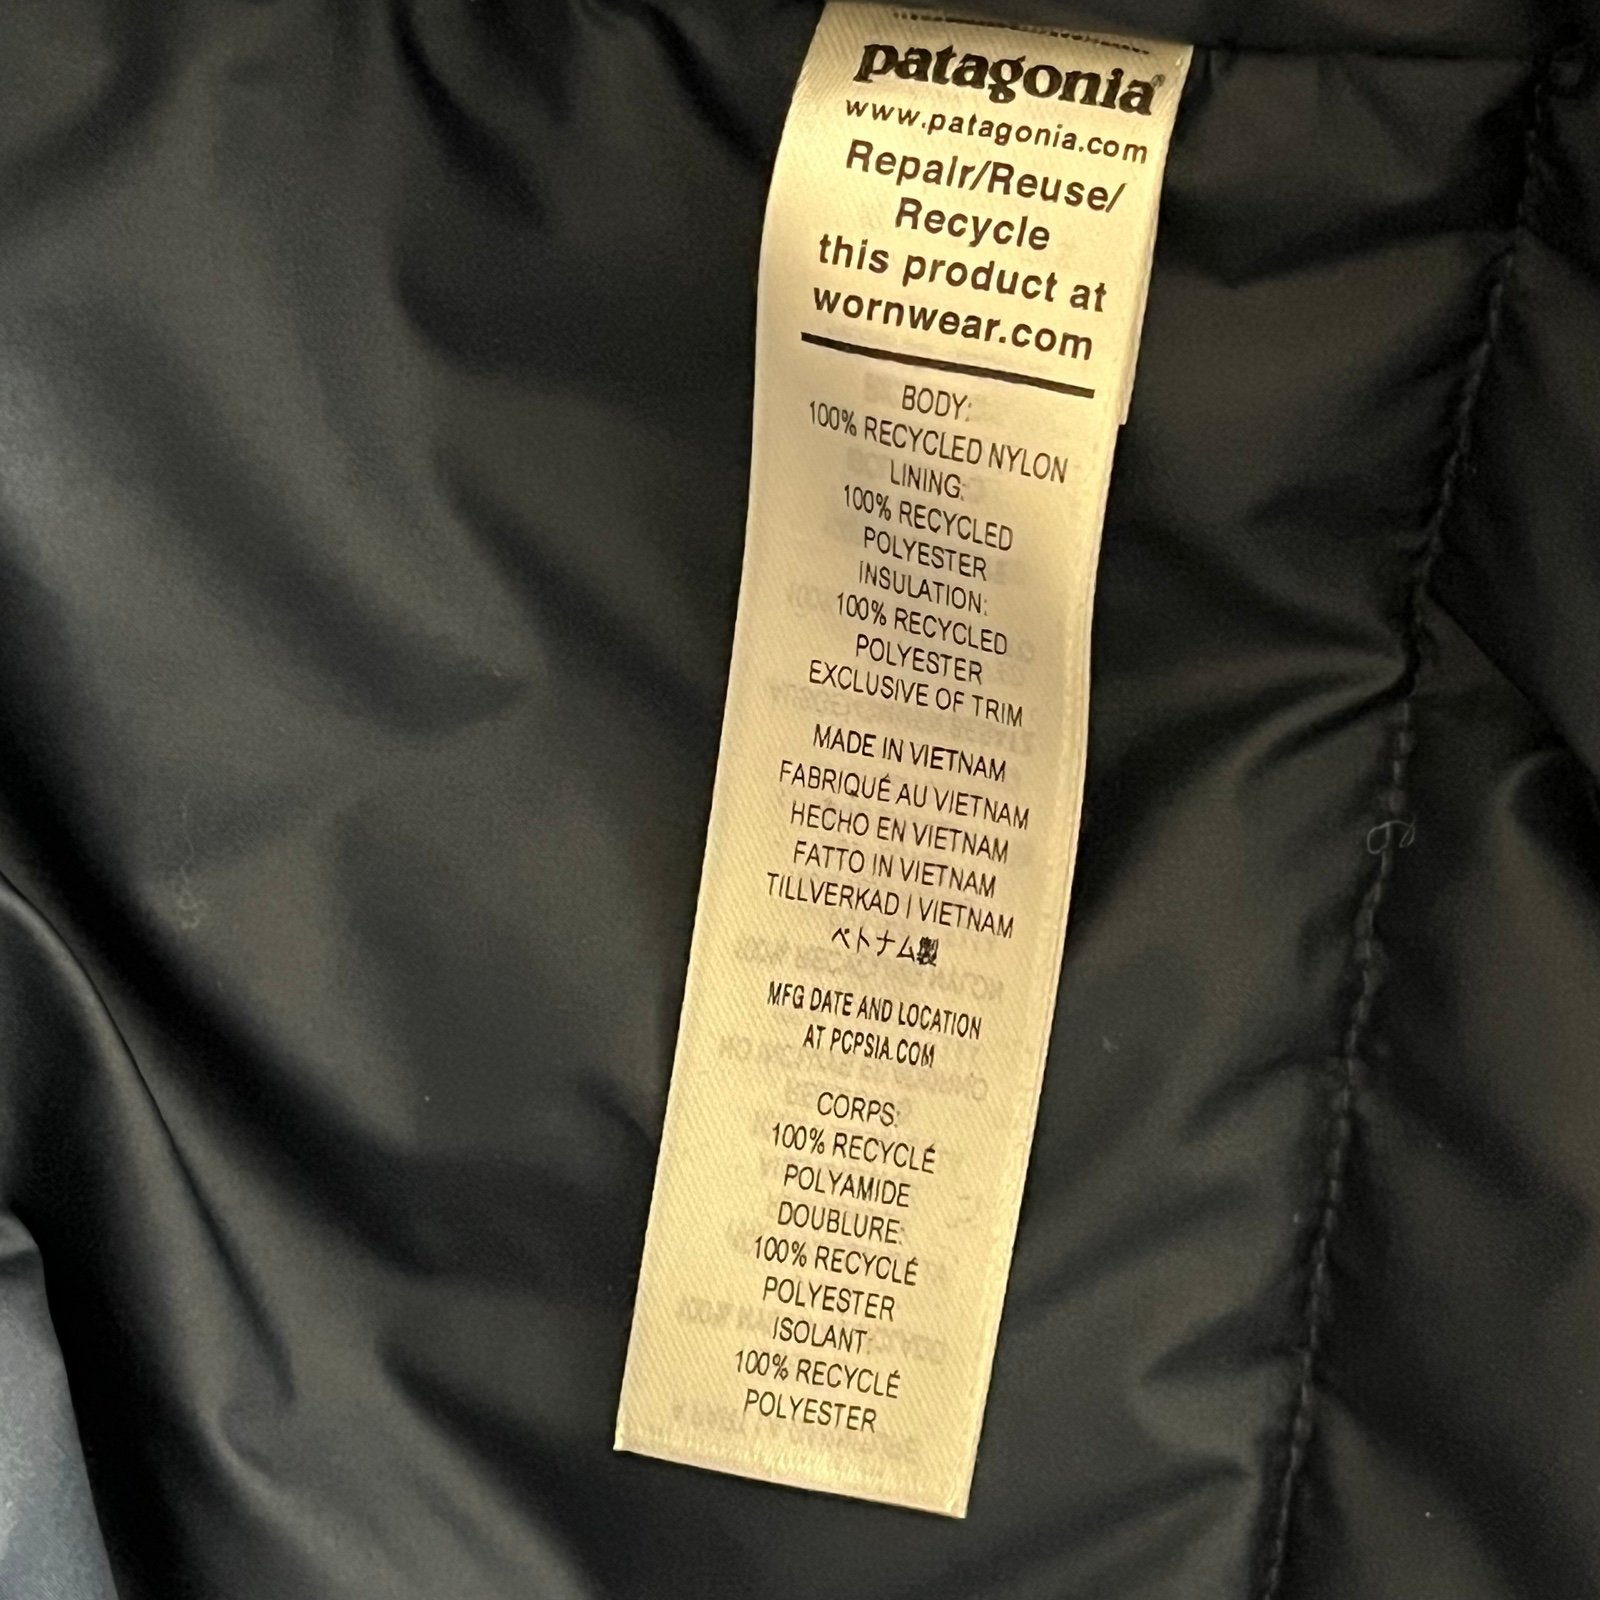 patagonia®
www.patagonia.com
Repair/Reuse/
Recycle
this product at
wornwear.com
BODY:
100% RECYCLED NYLON
LINING:
100% RECYCLED
POLYESTER
INSULATION:
100% RECYCLED
POLYESTER
EXCLUSIVE OF TRIM
MADE IN VIETNAM
FABRIQUÉ AU VIETNAM
HECHO EN VIETNAM
FATTO IN VIETNAM
TILLVERKAD I VIETNAM
ベトナム製
MFG DATE AND LOCATION
AT PCPSIA.COM
CORPS:
100% RECYCLÉ
POLYAMIDE
DOUBLURE:
100% RECYCLÉ
POLYESTER
ISOLANT:
100% RECYCLÉ
POLYESTER